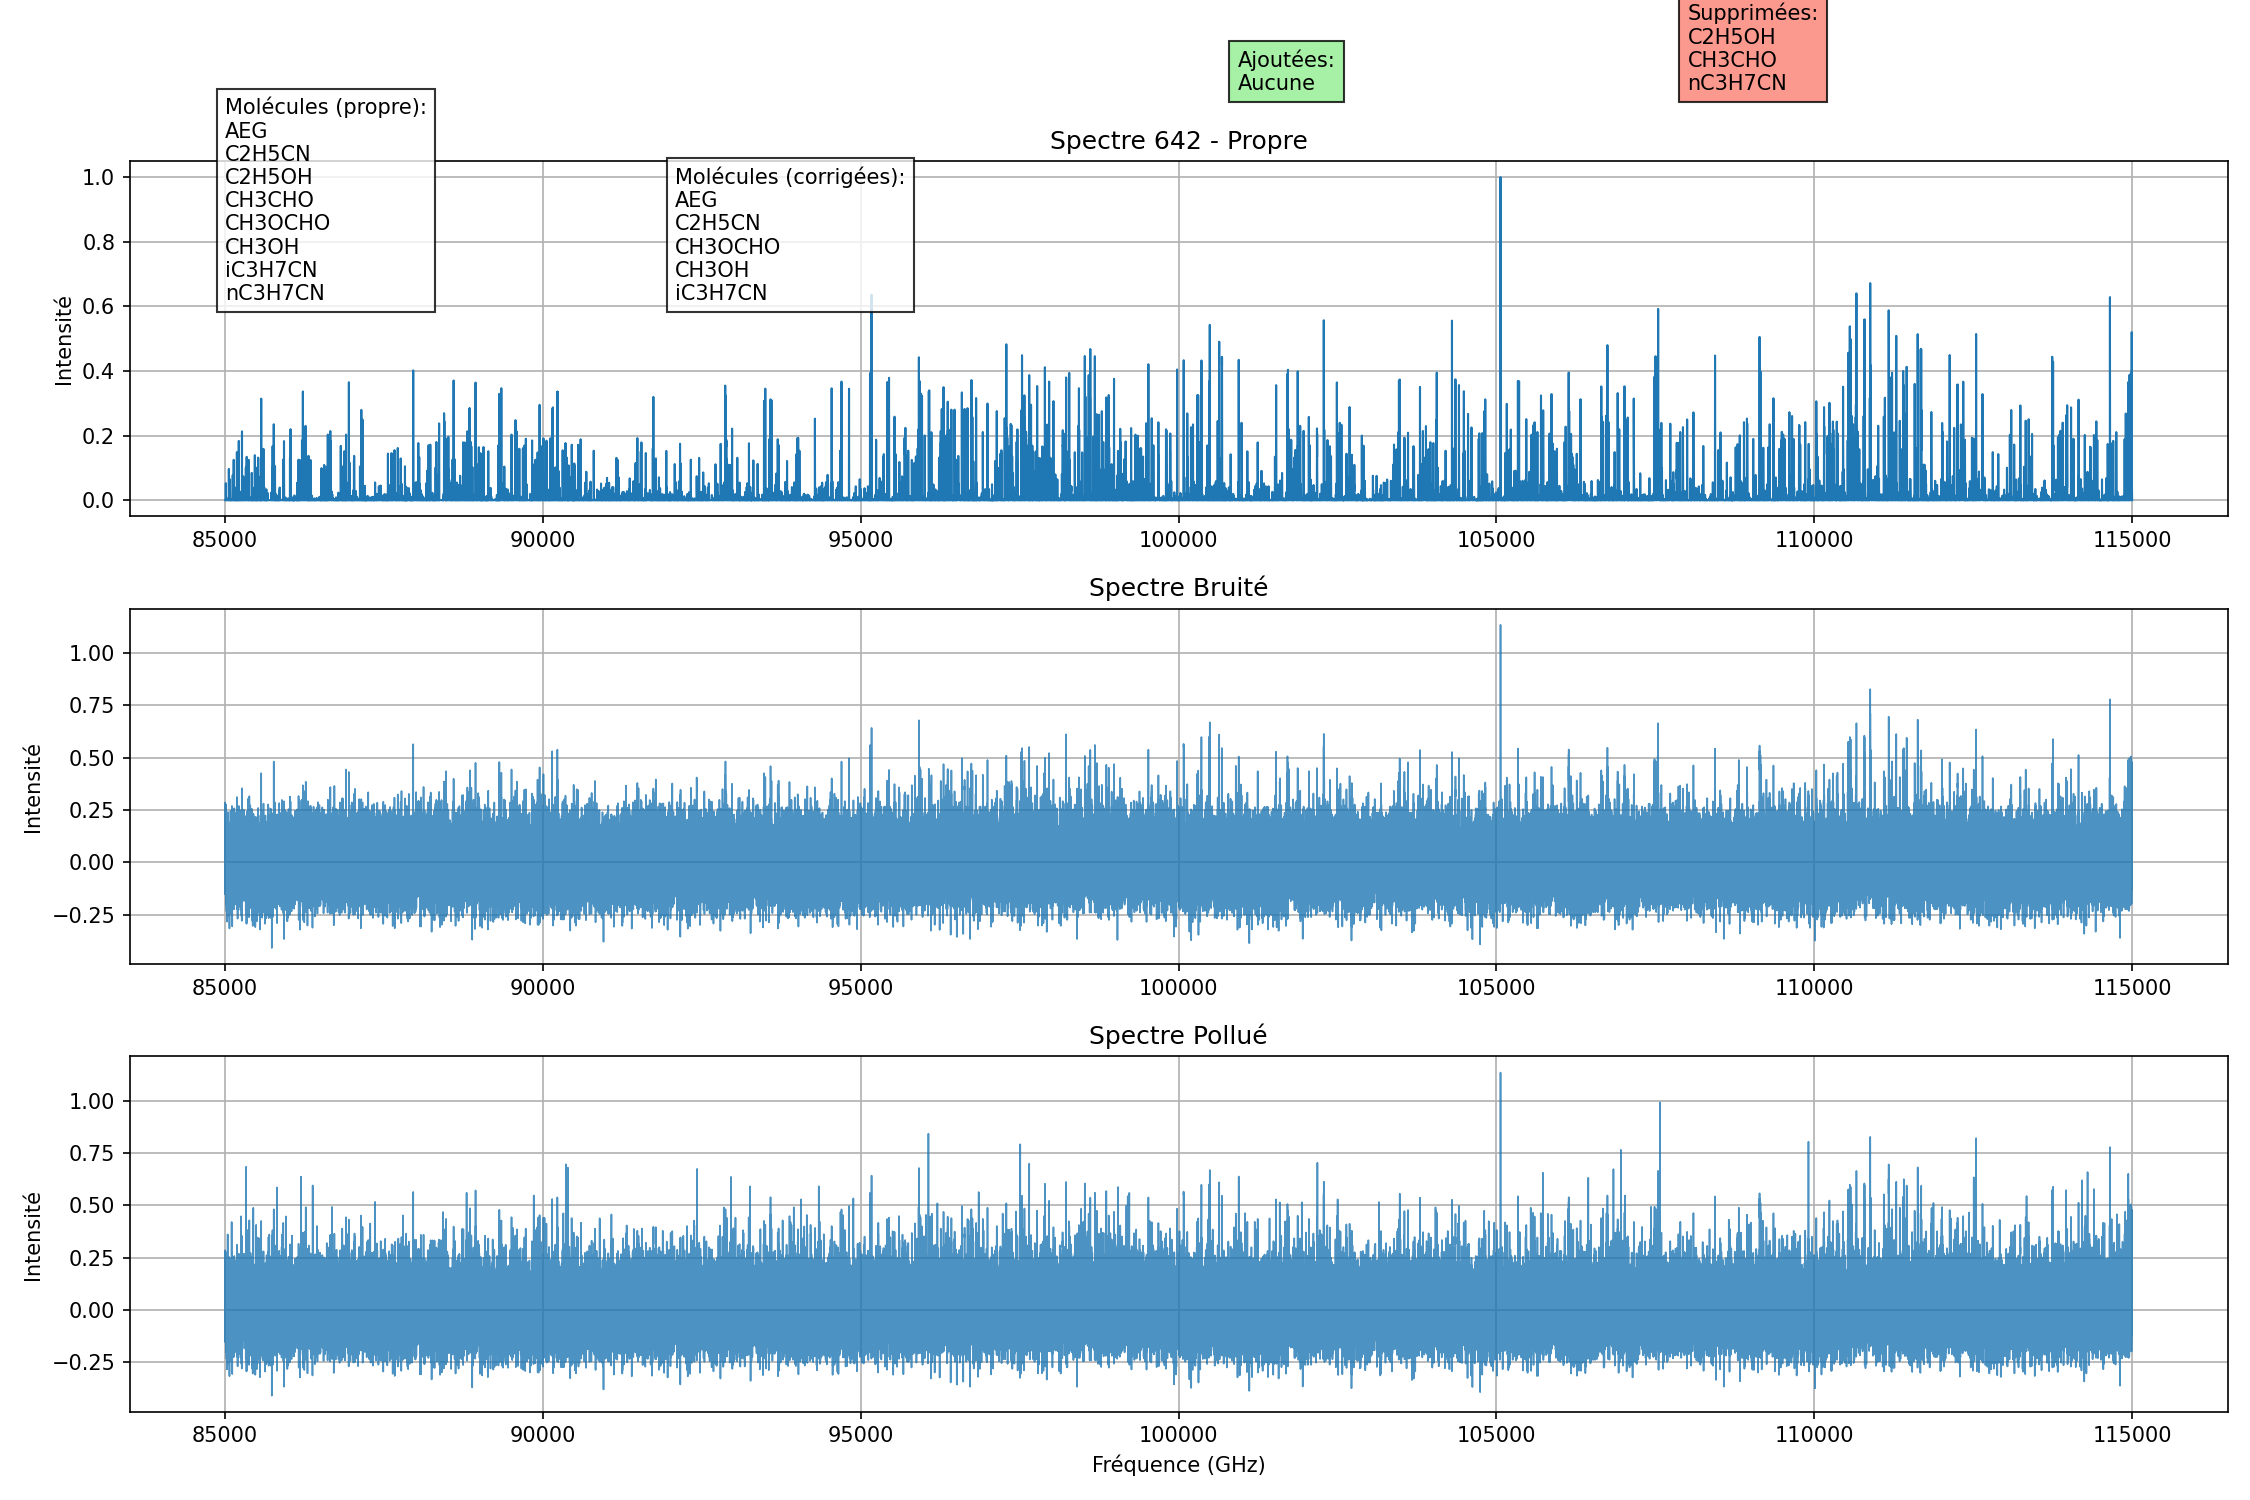 Supprimées:
C2H5OH
CH3CHO
nC3H7CN
Ajoutées:
Aucune
Molécules (propre):
AEG
C2H5CN
C2H5OH
CH3CHO
CH3OCHO
CH3OH
iC3H7CN
nC3H7CN
Molécules (corrigées):
AEG
C2H5CN
CH3OCHO
CH3OH
iC3H7CN
Spectre 642 - Propre
Intensité
1.0
0.8
0.6
0.4
0.2
0.0
85000 90000 95000 100000 105000 110000 115000
Spectre Bruité
Intensité
1.00
0.75
0.50
0.25
0.00
−0.25
85000 90000 95000 100000 105000 110000 115000
Spectre Pollué
Intensité
1.00
0.75
0.50
0.25
0.00
−0.25
85000 90000 95000 100000 105000 110000 115000
Fréquence (GHz)